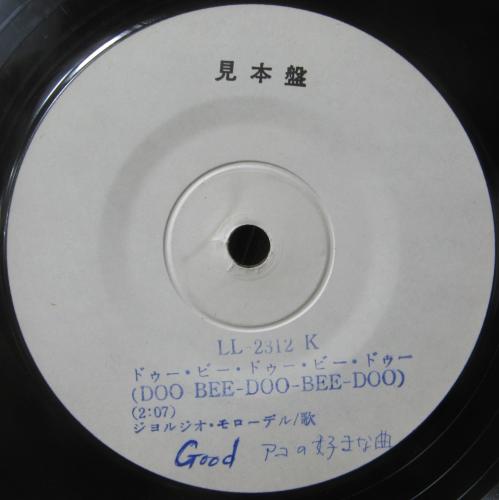 見本盤
LL-2312 K
ドゥー・ビー・ドゥー・ビー・ドゥー
(DOO BEE-DOO-BEE-DOO)
(2:07)
ジョルジオ・モローデル/歌
Good アコの好きな曲